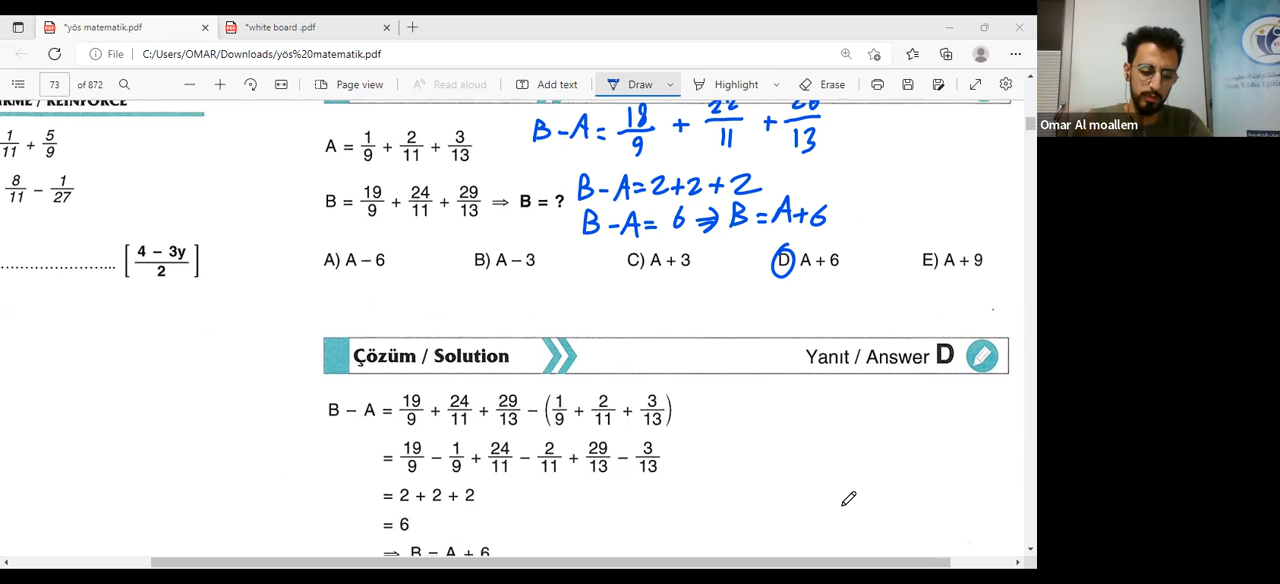 *yös matematik.pdf
*white board .pdf
File
C:/Users/OMAR/Downloads/yös%20matematik.pdf
73 of 872
Page view
Read aloud
Add text
Draw
Highlight
Erase
Omar Al moallem
REINFORCE
1/11 + 5/9
8/11 − 1/27
[4 − 3y / 2]
A = 1/9 + 2/11 + 3/13
B = 19/9 + 24/11 + 29/13 ⇒ B = ?
B-A = 18/9 + 22/11 + 26/13
B-A = 2+2+2
B-A = 6 ⇒ B = A+6
A) A − 6
B) A − 3
C) A + 3
D) A + 6
E) A + 9
Çözüm / Solution
Yanıt / Answer D
B − A = 19/9 + 24/11 + 29/13 − (1/9 + 2/11 + 3/13)
= 19/9 − 1/9 + 24/11 − 2/11 + 29/13 − 3/13
= 2 + 2 + 2
= 6
⇒ B − A + 6